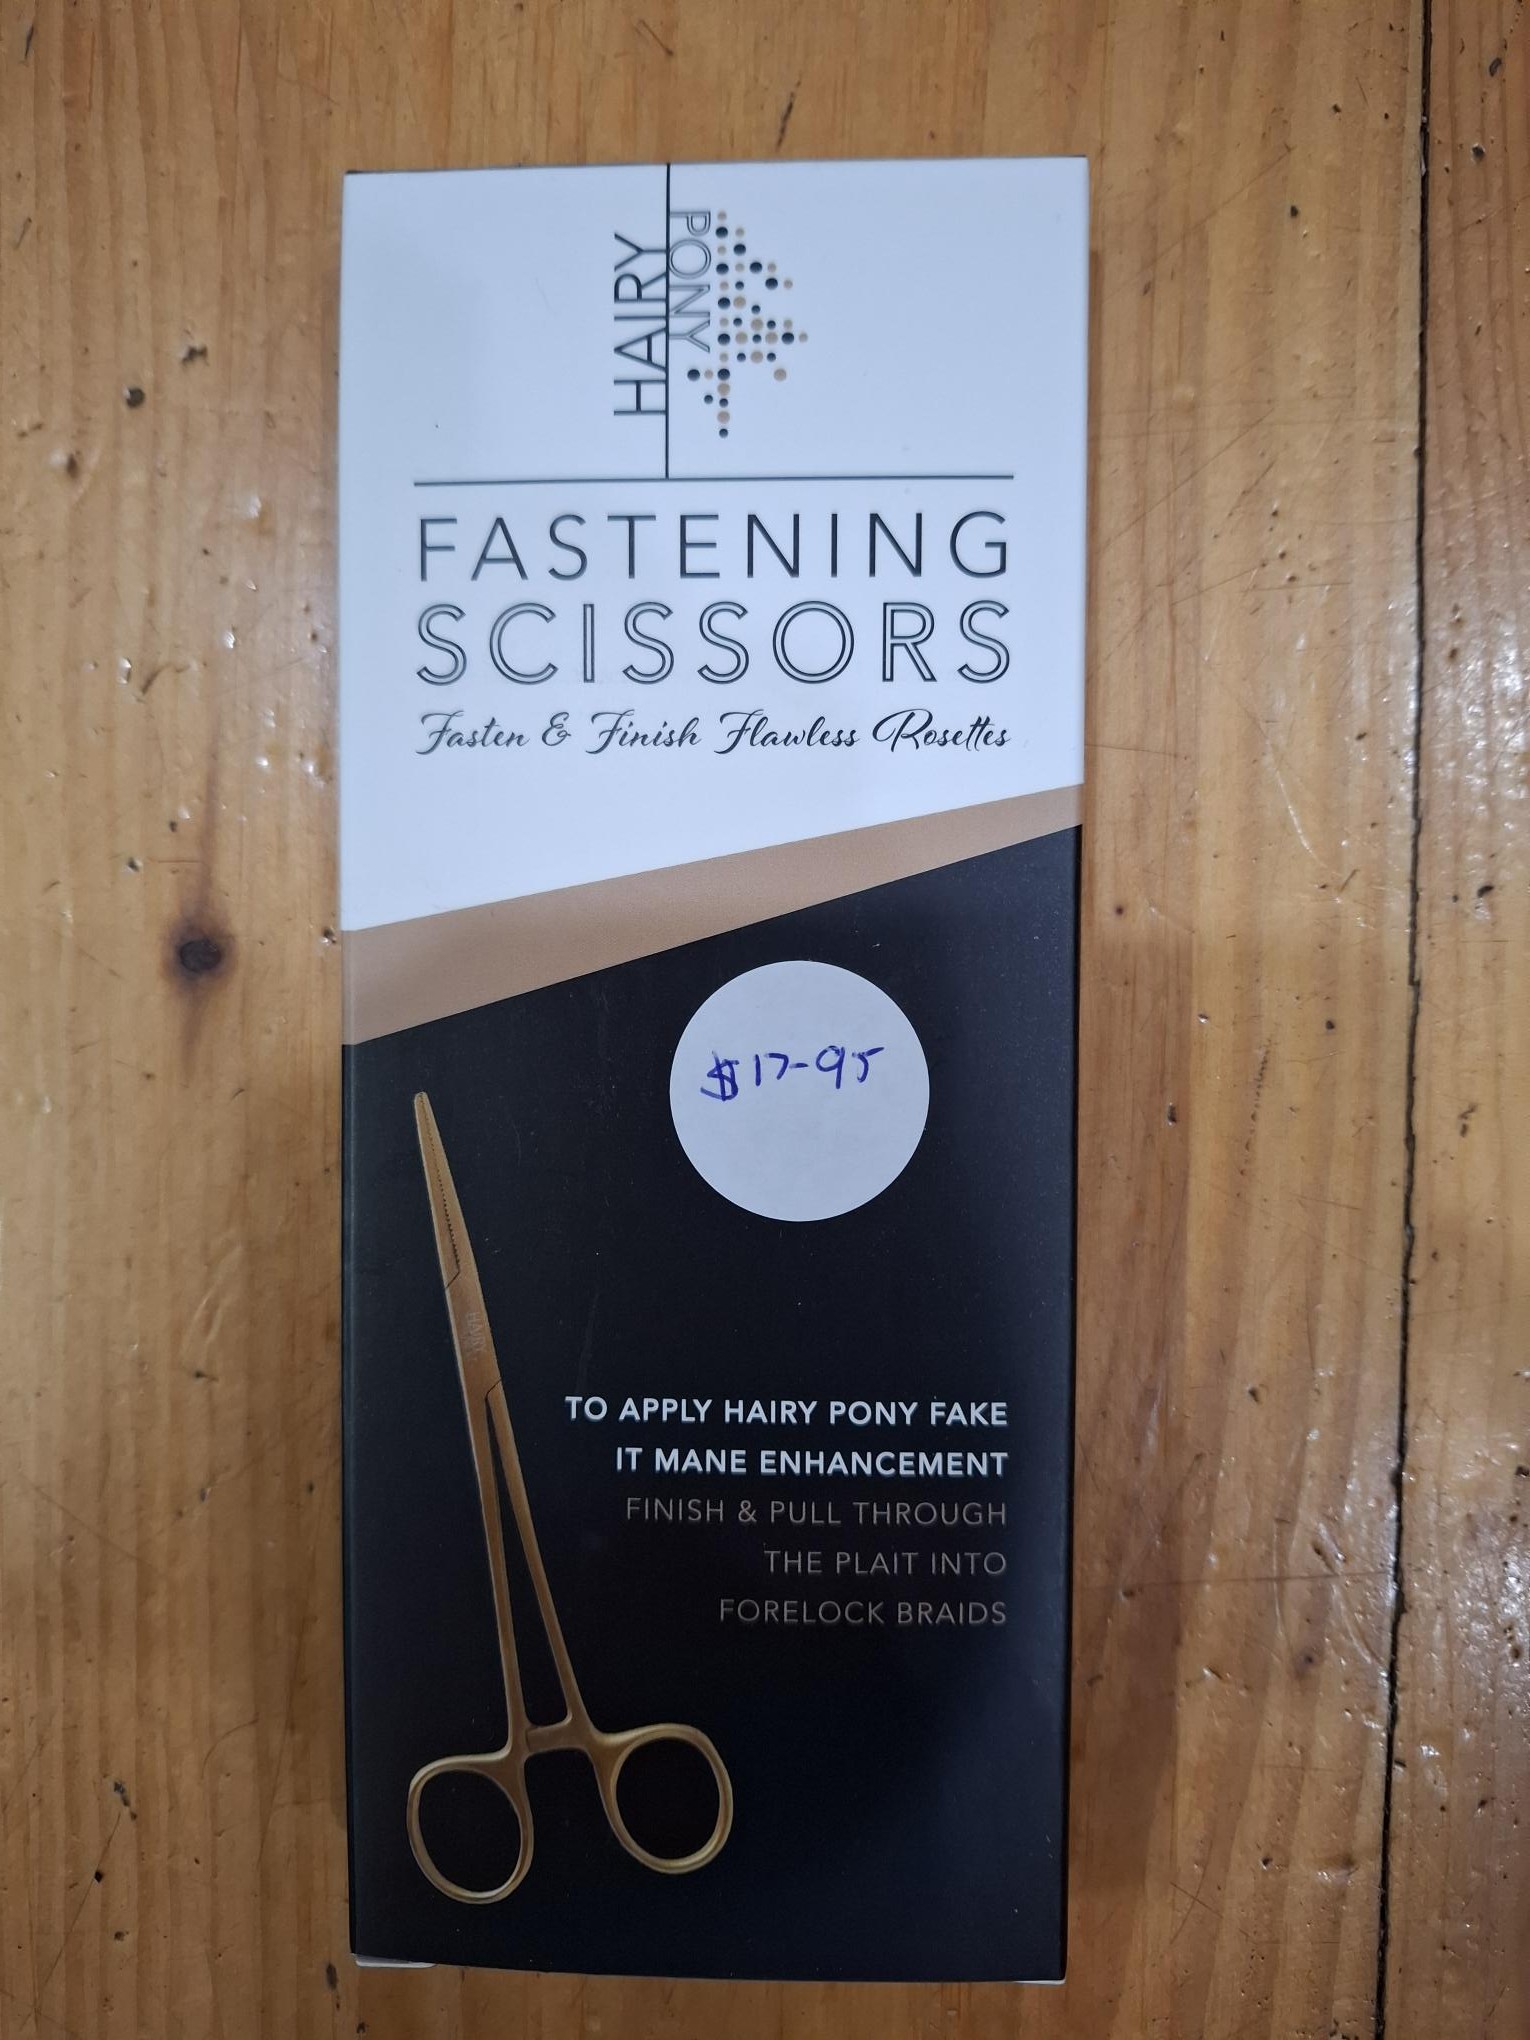 HAIRY
PONY
FASTENING
SCISSORS
Fasten & Finish Flawless Rosettes
$17-95
TO APPLY HAIRY PONY FAKE
IT MANE ENHANCEMENT
FINISH & PULL THROUGH
THE PLAIT INTO
FORELOCK BRAIDS